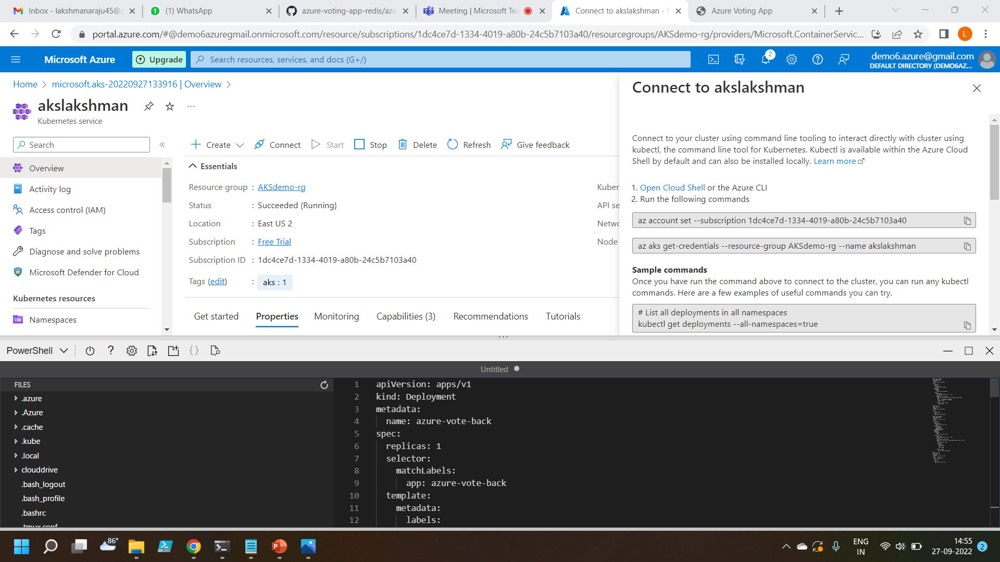 Inbox - lakshmanaraju45@g
(1) WhatsApp
azure-voting-app-redis/azu
Meeting | Microsoft Tea
Connect to akslakshman - M
Azure Voting App
portal.azure.com/#@demo6azuregmail.onmicrosoft.com/resource/subscriptions/1dc4ce7d-1334-4019-a80b-24c5b7103a40/resourcegroups/AKSdemo-rg/providers/Microsoft.ContainerServic...
L
Microsoft Azure
Upgrade
Search resources, services, and docs (G+/)
2
demo6.azure@gmail.com
DEFAULT DIRECTORY (DEMO6AZ...
Home > microsoft.aks-20220927133916 | Overview >
akslakshman
Kubernetes service
Search
Overview
Activity log
Access control (IAM)
Tags
Diagnose and solve problems
Microsoft Defender for Cloud
Kubernetes resources
Namespaces
Create
Connect
Start
Stop
Delete
Refresh
Give feedback
Essentials
Resource group : AKSdemo-rg
Status : Succeeded (Running)
Location : East US 2
Subscription : Free Trial
Subscription ID : 1dc4ce7d-1334-4019-a80b-24c5b7103a40
Tags (edit) : aks : 1
Kuber
API se
Netwo
Node
Get started
Properties
Monitoring
Capabilities (3)
Recommendations
Tutorials
Connect to akslakshman
Connect to your cluster using command line tooling to interact directly with cluster using
kubectl, the command line tool for Kubernetes. Kubectl is available within the Azure Cloud
Shell by default and can also be installed locally. Learn more
1. Open Cloud Shell or the Azure CLI
2. Run the following commands
az account set --subscription 1dc4ce7d-1334-4019-a80b-24c5b7103a40
az aks get-credentials --resource-group AKSdemo-rg --name akslakshman
Sample commands
Once you have run the command above to connect to the cluster, you can run any kubectl
commands. Here are a few examples of useful commands you can try.
# List all deployments in all namespaces
kubectl get deployments --all-namespaces=true
PowerShell
Untitled
FILES
.azure
.Azure
.cache
.kube
.local
clouddrive
.bash_logout
.bash_profile
.bashrc
.tmux.conf
1 apiVersion: apps/v1
2 kind: Deployment
3 metadata:
4 name: azure-vote-back
5 spec:
6 replicas: 1
7 selector:
8 matchLabels:
9 app: azure-vote-back
10 template:
11 metadata:
12 labels:
86°
ENG
IN
14:55
27-09-2022
2